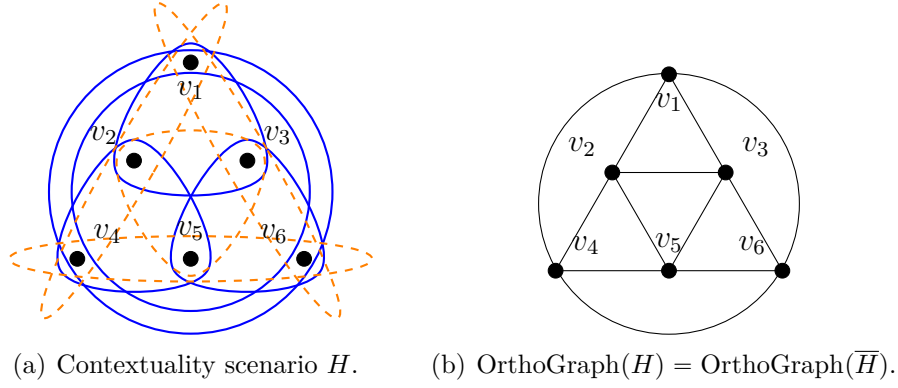 v₁
v₂ v₃
v₄ v₅ v₆
(a) Contextuality scenario H.
v₁
v₂ v₃
v₄ v₅ v₆
(b) OrthoGraph(H) = OrthoGraph(H̅).